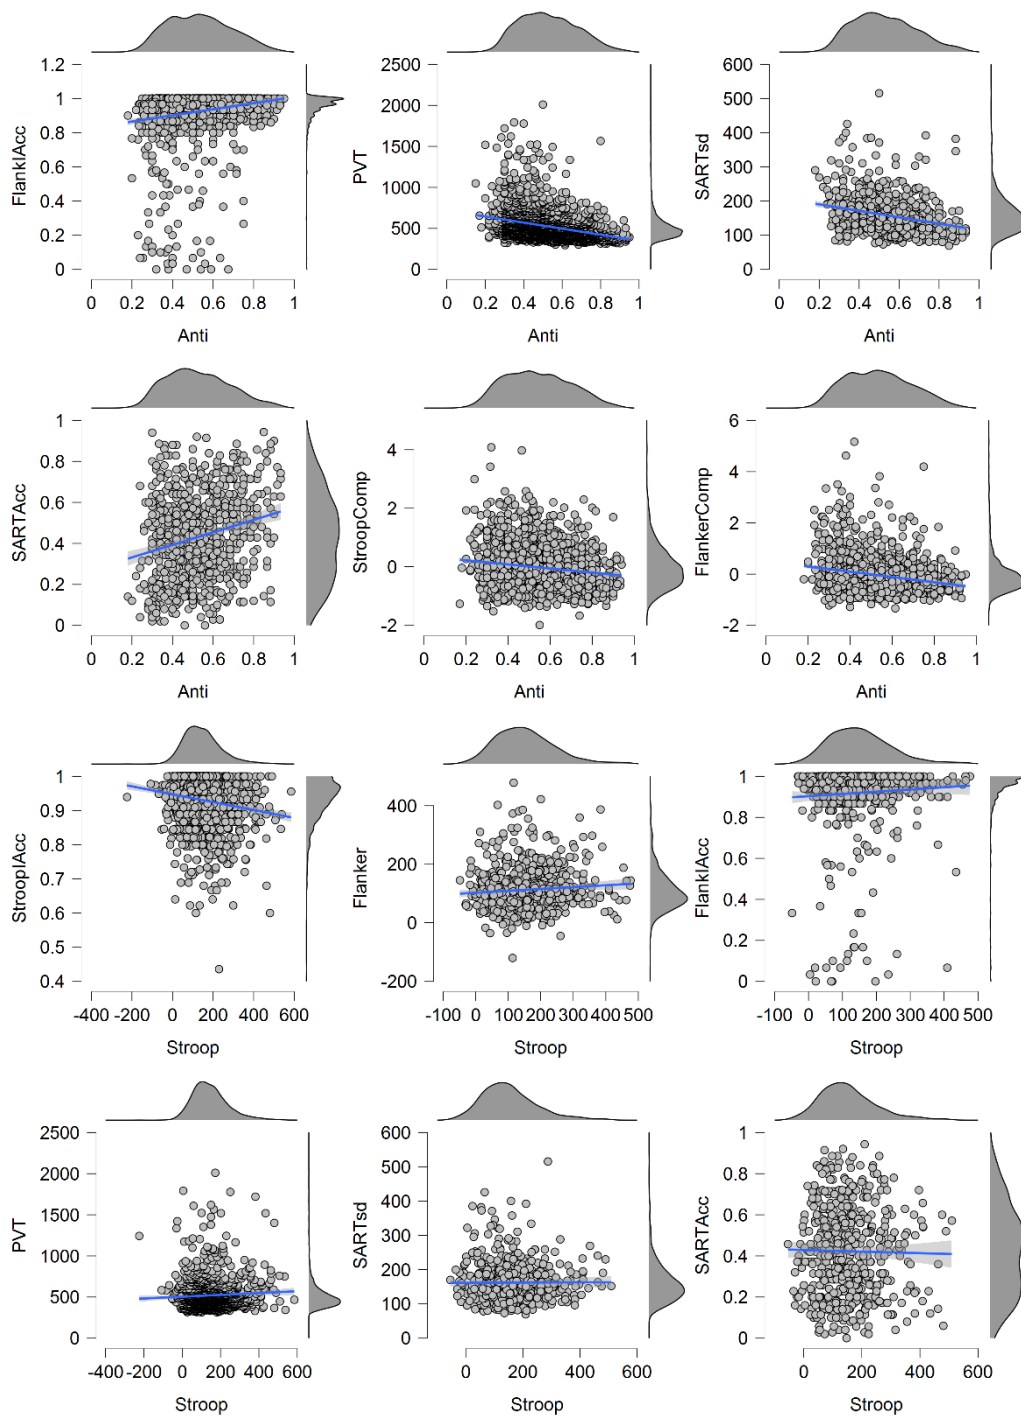 1.2
1
0.8
0.6
0.4
0.2
0
FlankIAcc
0 0.2 0.4 0.6 0.8 1
Anti
2500
2000
1500
1000
500
0
PVT
0 0.2 0.4 0.6 0.8 1
Anti
600
500
400
300
200
100
0
SARTsd
0 0.2 0.4 0.6 0.8 1
Anti
1
0.8
0.6
0.4
0.2
0
SARTAcc
0 0.2 0.4 0.6 0.8 1
Anti
4
2
0
-2
StroopComp
0 0.2 0.4 0.6 0.8 1
Anti
6
4
2
0
-2
FlankerComp
0 0.2 0.4 0.6 0.8 1
Anti
1
0.9
0.8
0.7
0.6
0.5
0.4
StroopIAcc
-400 -200 0 200 400 600
Stroop
400
200
0
-200
Flanker
-100 0 100 200 300 400 500
Stroop
1
0.8
0.6
0.4
0.2
0
FlankIAcc
-100 0 100 200 300 400 500
Stroop
2500
2000
1500
1000
500
0
PVT
-400 -200 0 200 400 600
Stroop
600
500
400
300
200
100
0
SARTsd
0 200 400 600
Stroop
1
0.8
0.6
0.4
0.2
0
SARTAcc
0 200 400 600
Stroop